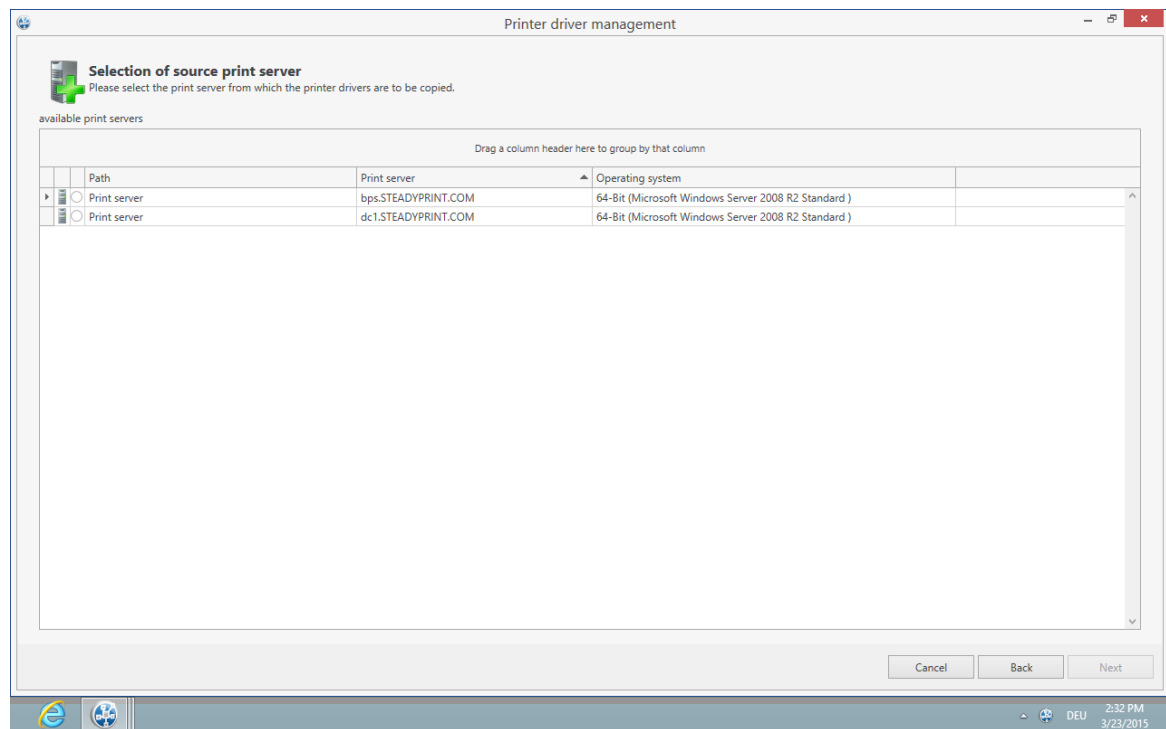 Printer driver management
Selection of source print server
Please select the print server from which the printer drivers are to be copied.
available print servers
Drag a column header here to group by that column
Path Print server Operating system
Print server bps.STEADYPRINT.COM 64-Bit (Microsoft Windows Server 2008 R2 Standard )
Print server dc1.STEADYPRINT.COM 64-Bit (Microsoft Windows Server 2008 R2 Standard )
Cancel Back Next
DEU 2:32 PM
3/23/2015